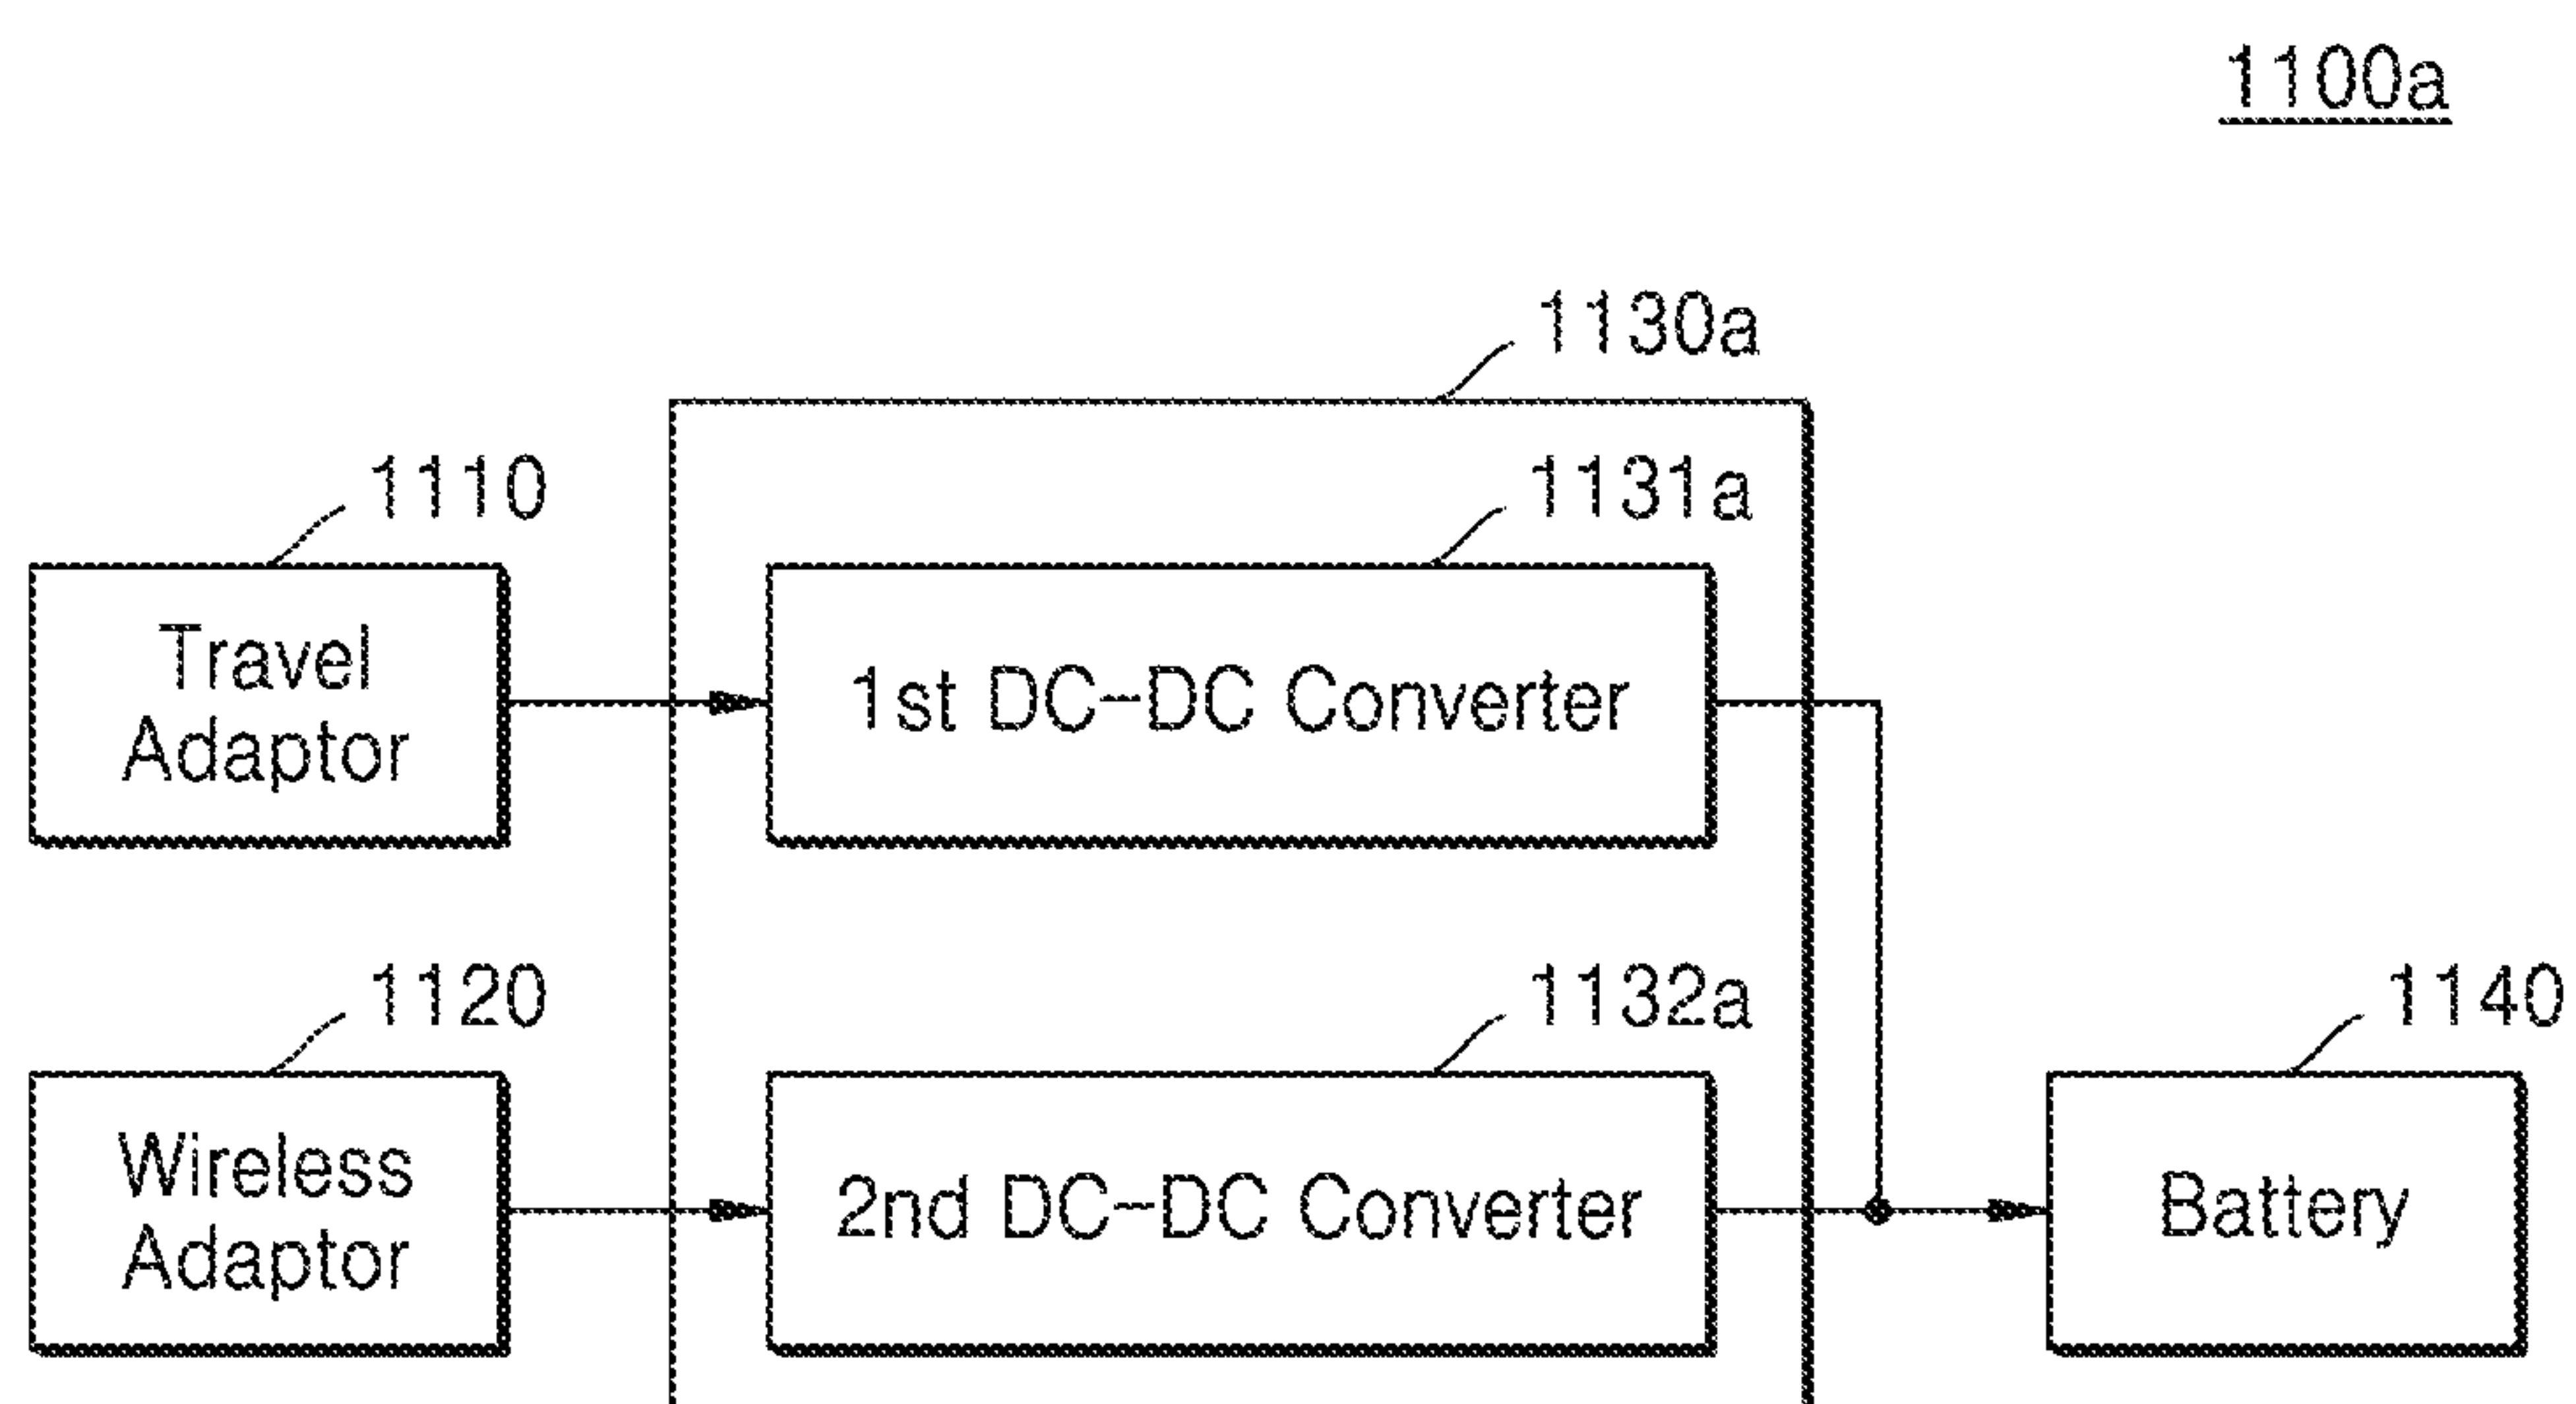 1100a
1130a
1110
1131a
Travel
Adaptor
1st DC-DC Converter
1120
1132a
1140
Wireless
Adaptor
2nd DC-DC Converter
Battery